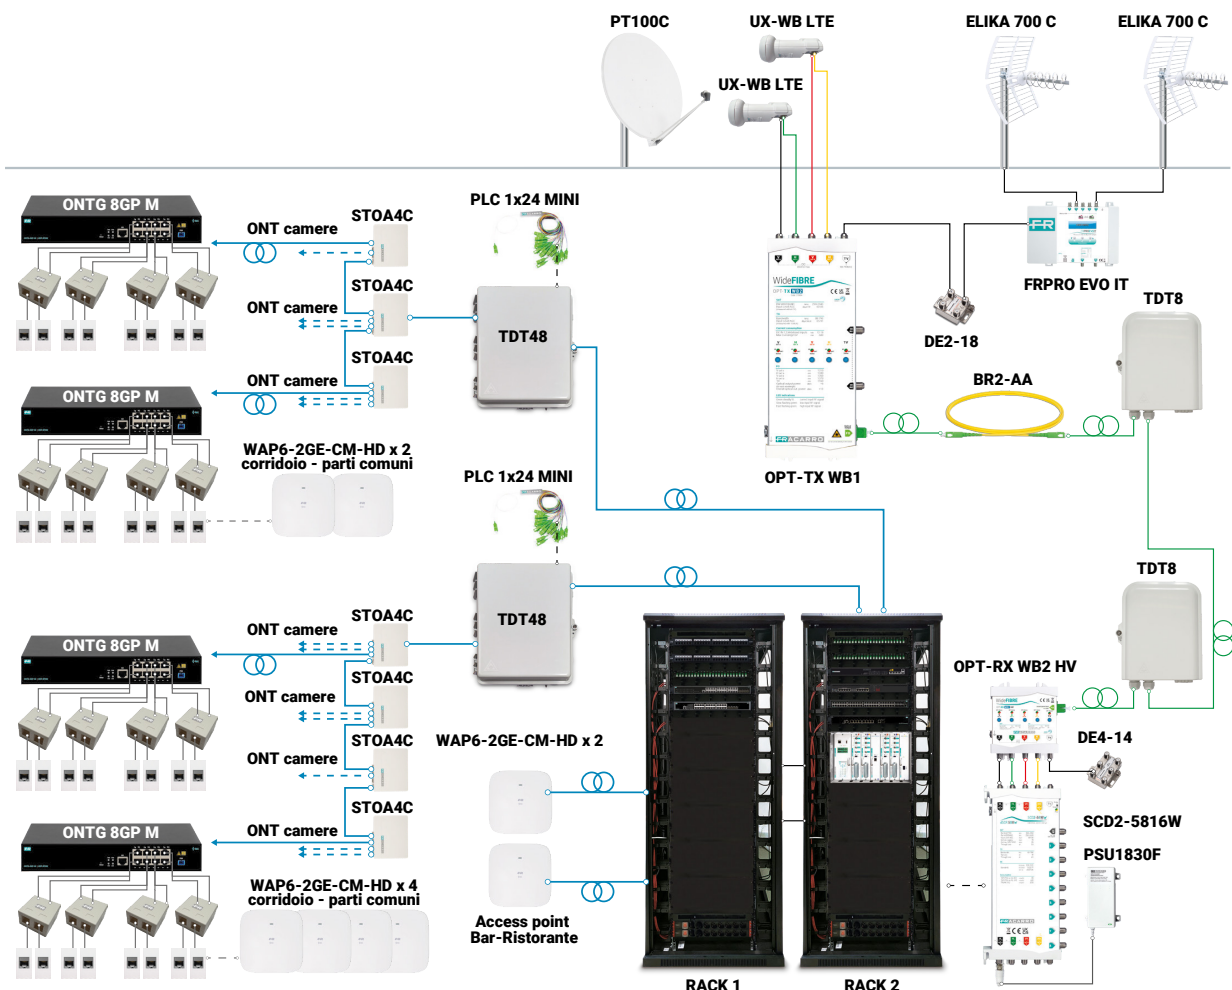 PT100C
UX-WB LTE
ELIKA 700 C
ELIKA 700 C
UX-WB LTE
ONTG 8GP M
STOA4C
ONT camere
PLC 1x24 MINI
WideFIBRE
FR
FRPRO EVO IT
STOA4C
ONT camere
TDT48
DE2-18
TDT8
STOA4C
ONT camere
BR2-AA
ONTG 8GP M
FRACARRO
OPT-TX WB1
WAP6-2GE-CM-HD x 2
corridoio - parti comuni
PLC 1x24 MINI
TDT8
STOA4C
ONT camere
TDT48
ONTG 8GP M
STOA4C
ONT camere
OPT-RX WB2 HV
WideFIBRE
STOA4C
WAP6-2GE-CM-HD x 2
DE4-14
STOA4C
ONT camere
ONTG 8GP M
SCD2-5816W
PSU1830F
WAP6-2GE-CM-HD x 4
corridoio - parti comuni
Access point
Bar-Ristorante
FRACARRO
RACK 1
RACK 2